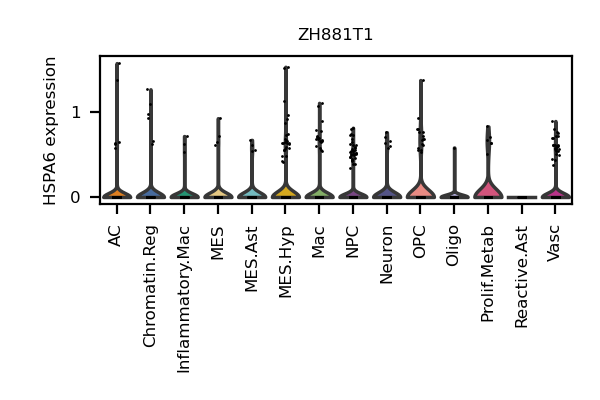 ZH881T1
HSPA6 expression
1
0
AC
Chromatin.Reg
Inflammatory.Mac
MES
MES.Ast
MES.Hyp
Mac
NPC
Neuron
OPC
Oligo
Prolif.Metab
Reactive.Ast
Vasc